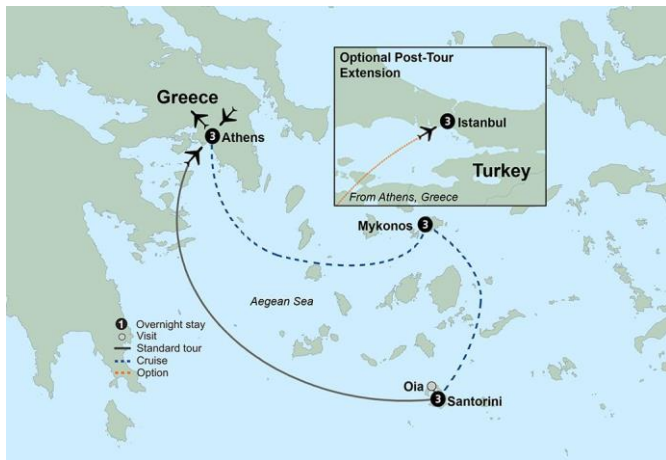 Optional Post-Tour
Extension
3 Istanbul
Turkey
From Athens, Greece
Greece
3 Athens
Mykonos 3
Aegean Sea
1 Overnight stay
Visit
Standard tour
Cruise
Option
Oia
3 Santorini